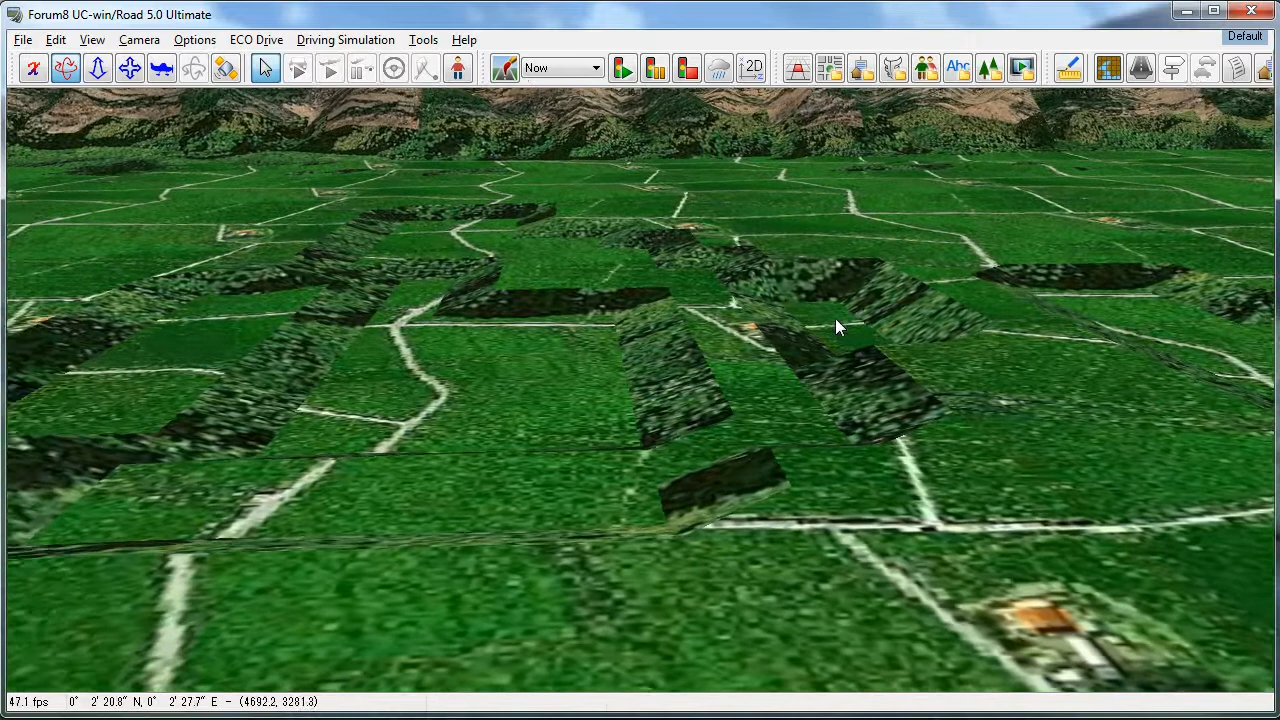 Forum8 UC-win/Road 5.0 Ultimate
File Edit View Camera Options ECO Drive Driving Simulation Tools Help
Default
Now
2D
Abc
47.1 fps 0° 2' 20.8" N, 0° 2' 27.7" E - (4692.2, 3281.3)